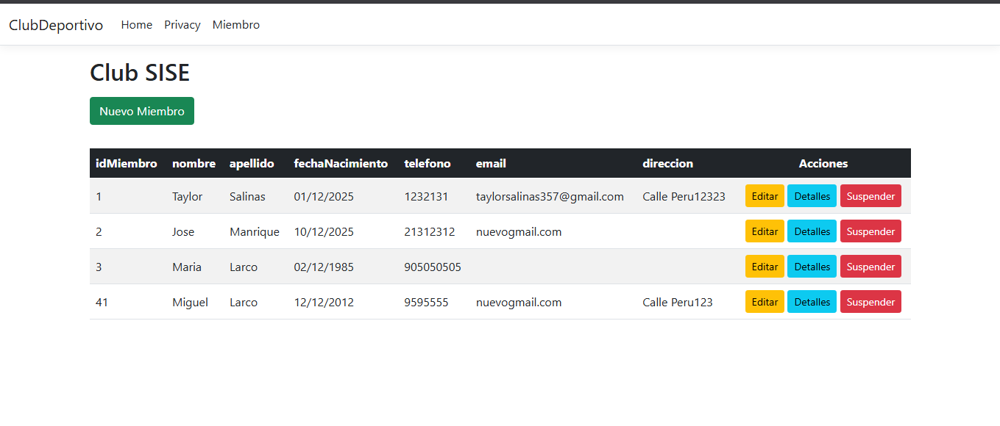 ClubDeportivo Home Privacy Miembro
Club SISE
Nuevo Miembro
idMiembro nombre apellido fechaNacimiento telefono email direccion Acciones
1 Taylor Salinas 01/12/2025 1232131 taylorsalinas357@gmail.com Calle Peru12323 Editar Detalles Suspender
2 Jose Manrique 10/12/2025 21312312 nuevogmail.com Editar Detalles Suspender
3 Maria Larco 02/12/1985 905050505 Editar Detalles Suspender
41 Miguel Larco 12/12/2012 9595555 nuevogmail.com Calle Peru123 Editar Detalles Suspender